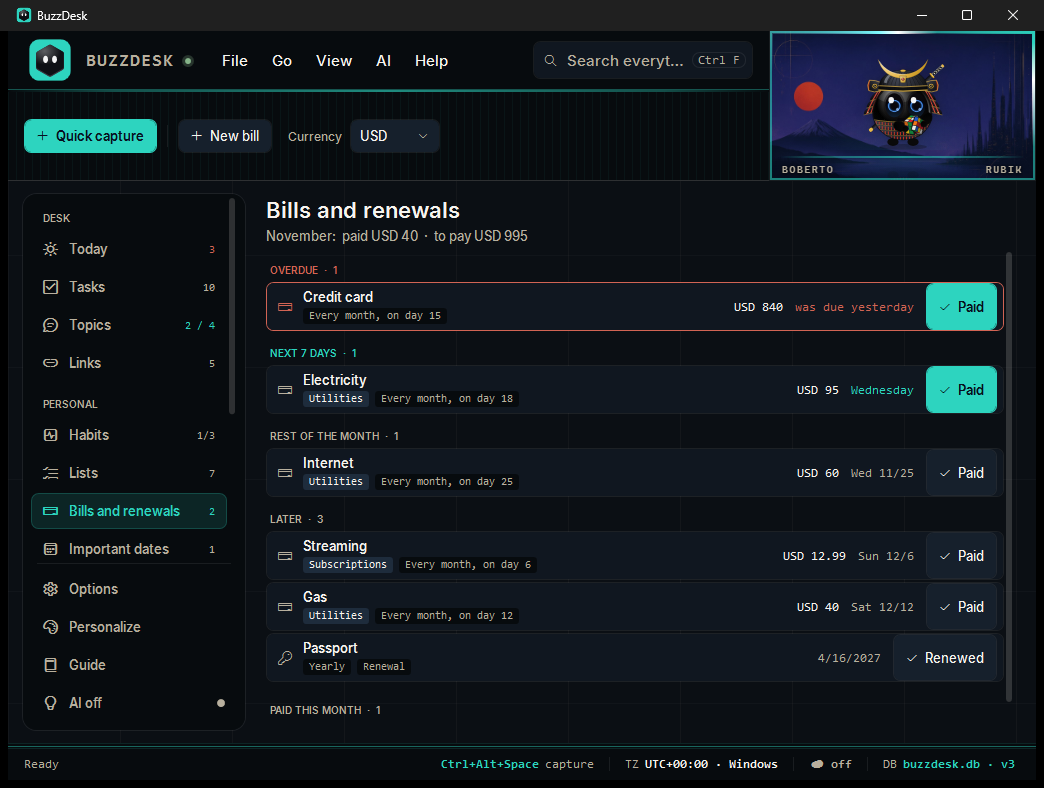 BuzzDesk
BUZZDESK File Go View AI Help
Search everyt... Ctrl F
+ Quick capture + New bill Currency USD
BOBERTO RUBIK
DESK
Today 3
Tasks 10
Topics 2 / 4
Links 5
PERSONAL
Habits 1/3
Lists 7
Bills and renewals 2
Important dates 1
Options
Personalize
Guide
AI off
Bills and renewals
November: paid USD 40 · to pay USD 995
OVERDUE · 1
Credit card
Every month, on day 15
USD 840 was due yesterday Paid
NEXT 7 DAYS · 1
Electricity
Utilities Every month, on day 18
USD 95 Wednesday Paid
REST OF THE MONTH · 1
Internet
Utilities Every month, on day 25
USD 60 Wed 11/25 Paid
LATER · 3
Streaming
Subscriptions Every month, on day 6
USD 12.99 Sun 12/6 Paid
Gas
Utilities Every month, on day 12
USD 40 Sat 12/12 Paid
Passport
Yearly Renewal
4/16/2027 Renewed
PAID THIS MONTH · 1
Ready Ctrl+Alt+Space capture TZ UTC+00:00 · Windows off DB buzzdesk.db · v3